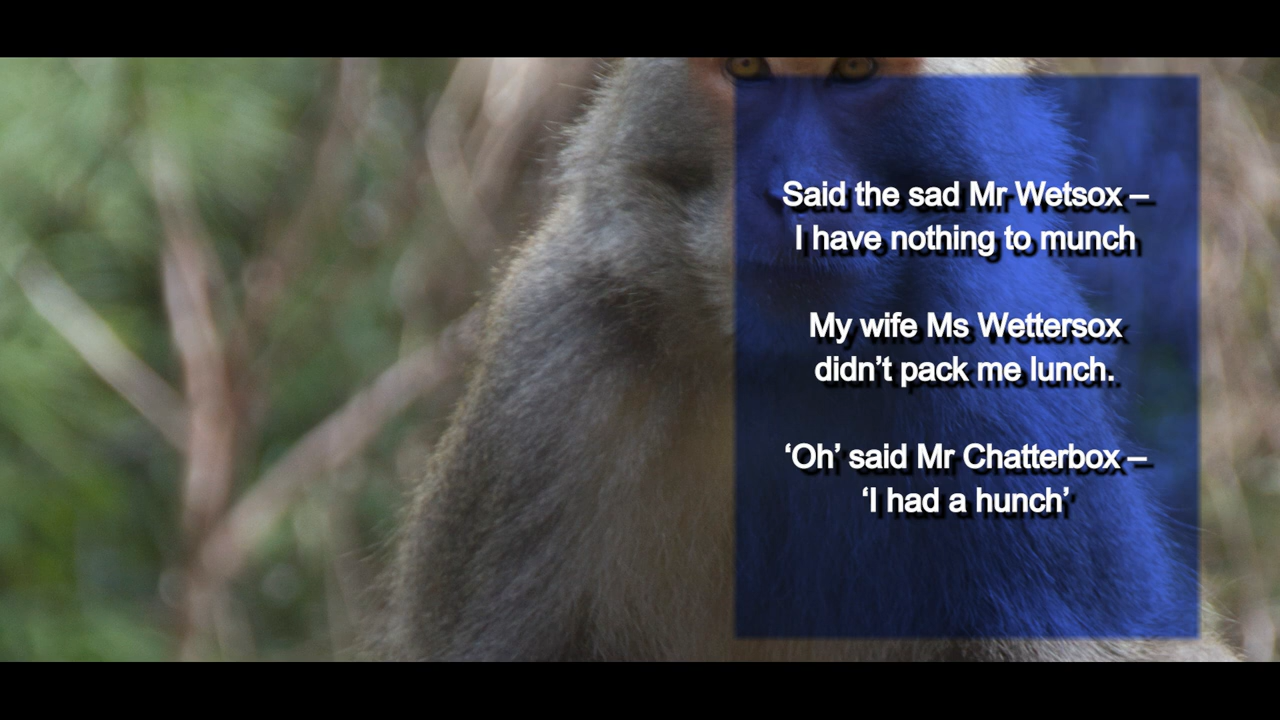 Said the sad Mr Wetsox –
I have nothing to munch
My wife Ms Wettersox
didn’t pack me lunch.
‘Oh’ said Mr Chatterbox –
‘I had a hunch’